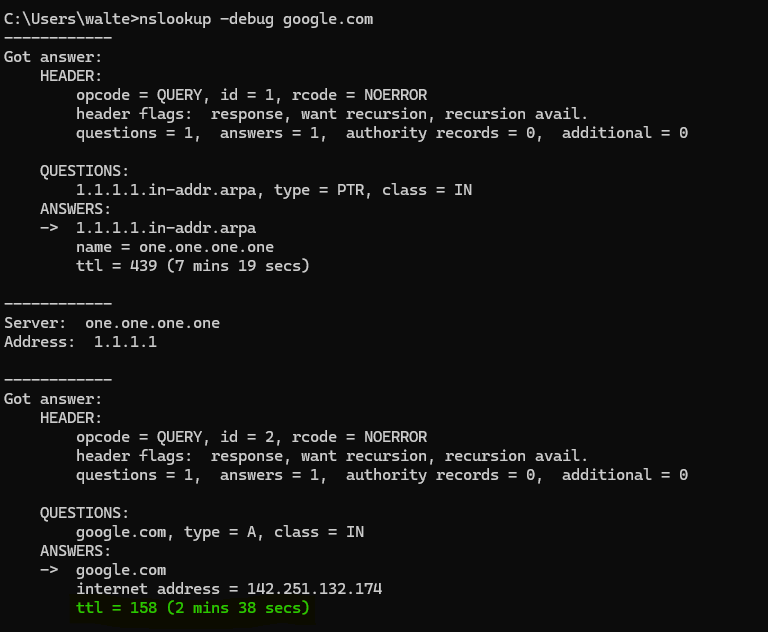 C:\Users\walte>nslookup -debug google.com
------------
Got answer:
    HEADER:
        opcode = QUERY, id = 1, rcode = NOERROR
        header flags:  response, want recursion, recursion avail.
        questions = 1,  answers = 1,  authority records = 0,  additional = 0

    QUESTIONS:
        1.1.1.1.in-addr.arpa, type = PTR, class = IN
    ANSWERS:
    ->  1.1.1.1.in-addr.arpa
        name = one.one.one.one
        ttl = 439 (7 mins 19 secs)

------------
Server:  one.one.one.one
Address:  1.1.1.1

------------
Got answer:
    HEADER:
        opcode = QUERY, id = 2, rcode = NOERROR
        header flags:  response, want recursion, recursion avail.
        questions = 1,  answers = 1,  authority records = 0,  additional = 0

    QUESTIONS:
        google.com, type = A, class = IN
    ANSWERS:
    ->  google.com
        internet address = 142.251.132.174
        ttl = 158 (2 mins 38 secs)